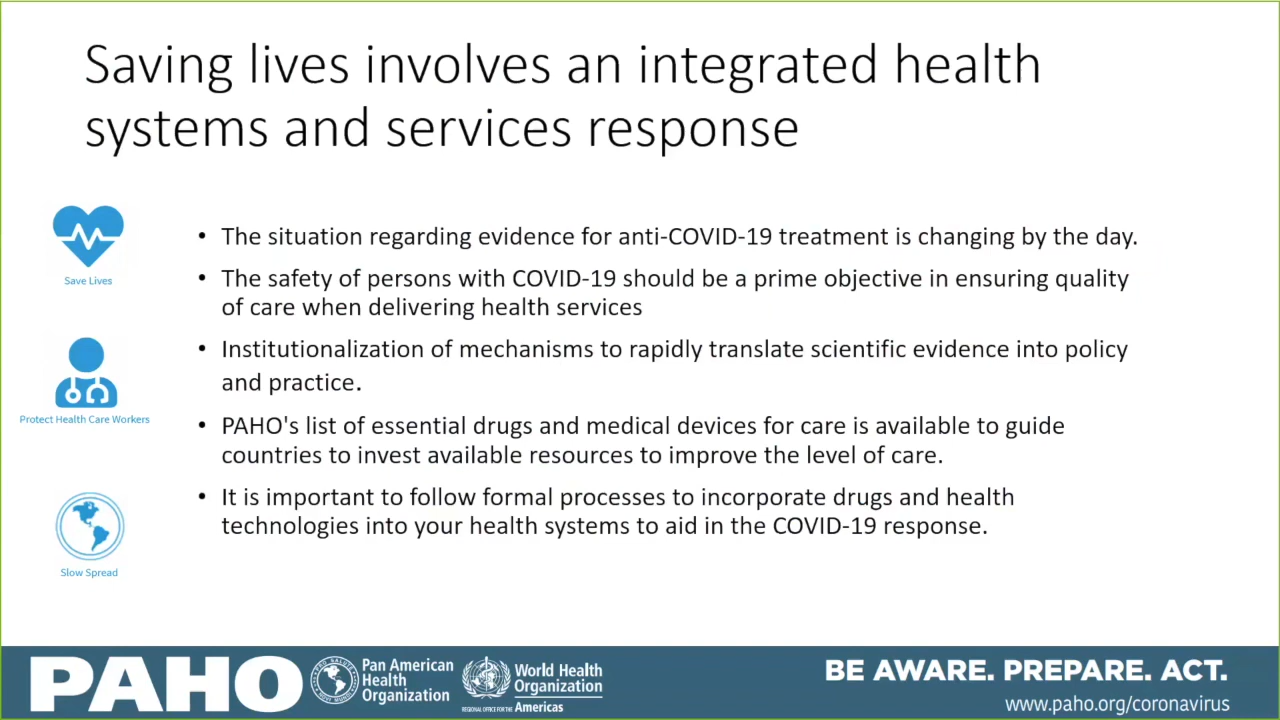 Saving lives involves an integrated health
systems and services response
Save Lives
Protect Health Care Workers
Slow Spread
• The situation regarding evidence for anti-COVID-19 treatment is changing by the day.
• The safety of persons with COVID-19 should be a prime objective in ensuring quality
of care when delivering health services
• Institutionalization of mechanisms to rapidly translate scientific evidence into policy
and practice.
• PAHO's list of essential drugs and medical devices for care is available to guide
countries to invest available resources to improve the level of care.
• It is important to follow formal processes to incorporate drugs and health
technologies into your health systems to aid in the COVID-19 response.
PAHO
Pan American
Health
Organization
World Health
Organization
REGIONAL OFFICE FOR THE Americas
BE AWARE. PREPARE. ACT.
www.paho.org/coronavirus